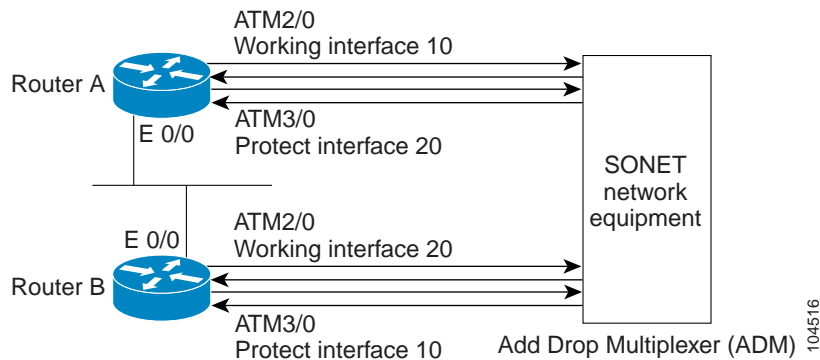 ATM2/0
Working interface 10
Router A
ATM3/0
Protect interface 20
E 0/0
SONET
network
equipment
E 0/0
ATM2/0
Working interface 20
Router B
ATM3/0
Protect interface 10
Add Drop Multiplexer (ADM)
104516